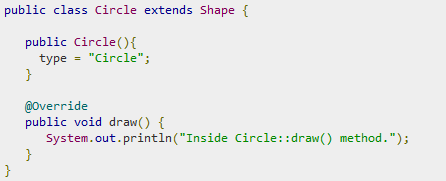 public class Circle extends Shape {
public Circle(){
type = "Circle";
}
@Override
public void draw() {
System.out.println("Inside Circle::draw() method.");
}
}